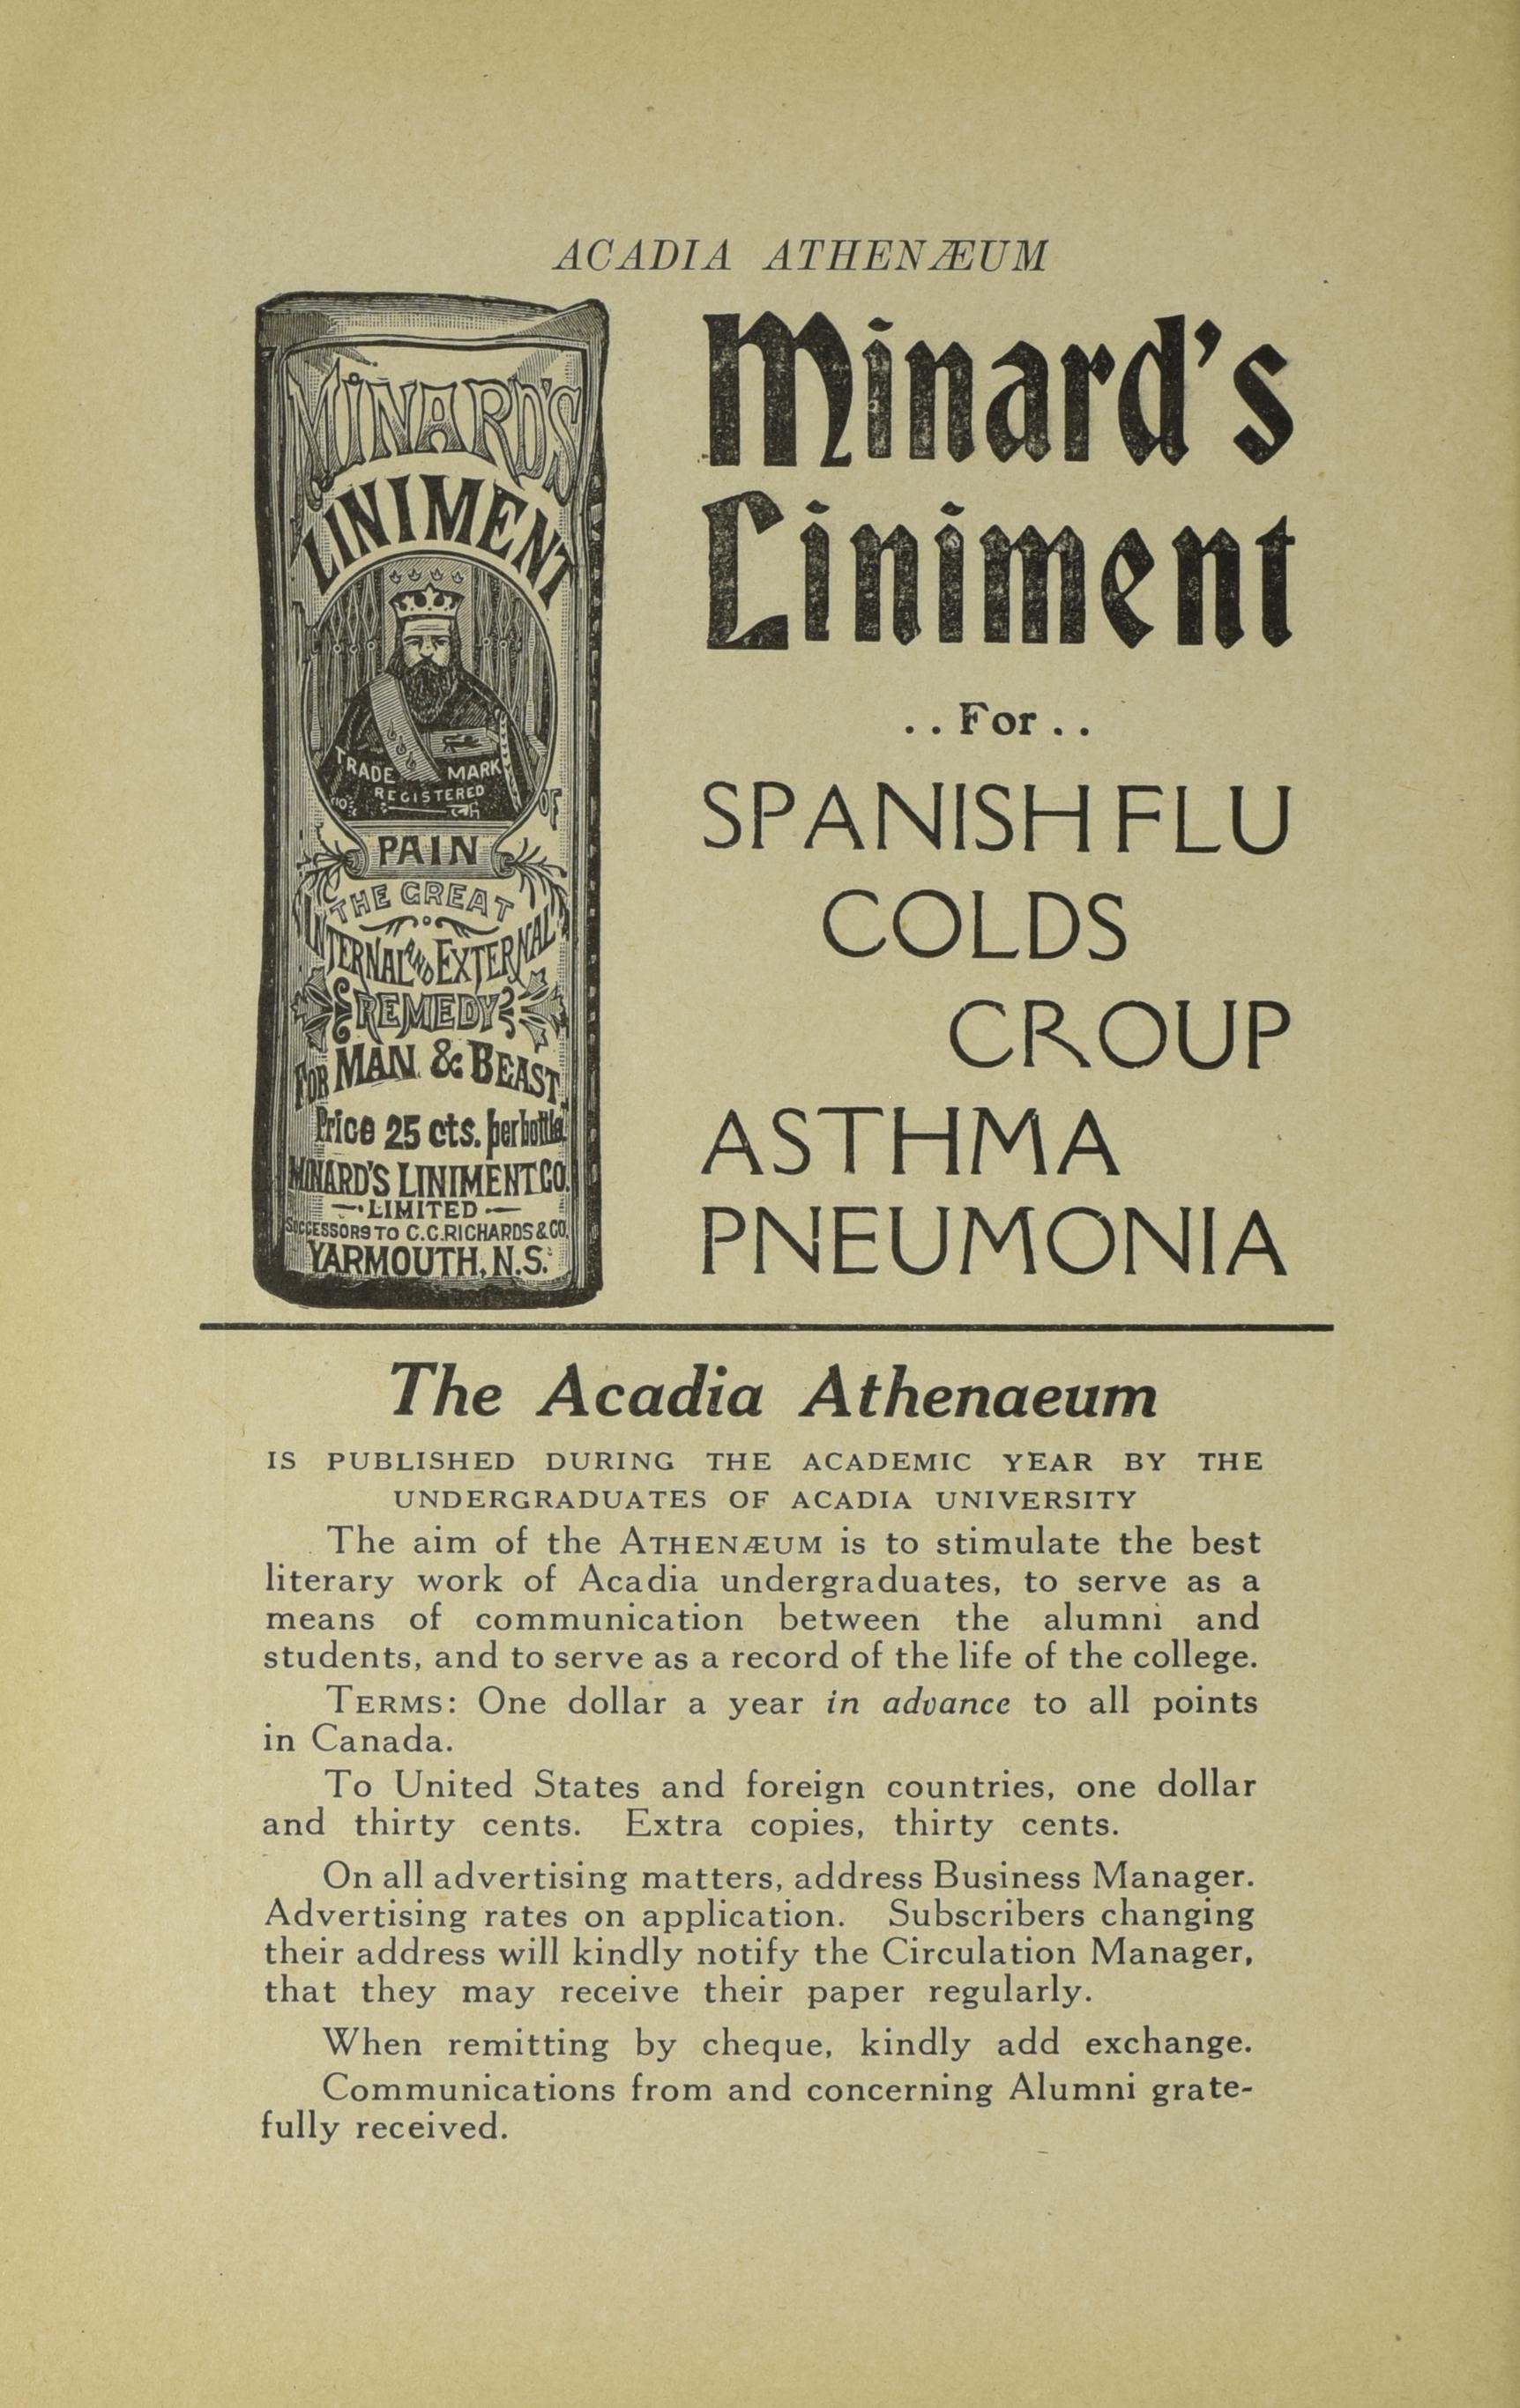 ACADIA ATHENÆUM
MINARD'S
LINIMENT
TRADE MARK
REGISTERED
OF
PAIN
THE GREAT
INTERNAL AND EXTERNAL
REMEDY
FOR MAN & BEAST
Price 25 cts. per bottle
MINARD'S LINIMENT CO.
LIMITED
SUCCESSORS TO C.C. RICHARDS & CO.
YARMOUTH, N.S.
Minard's
Liniment
..For..
SPANISH FLU
COLDS
CROUP
ASTHMA
PNEUMONIA
The Acadia Athenaeum
IS PUBLISHED DURING THE ACADEMIC YEAR BY THE
UNDERGRADUATES OF ACADIA UNIVERSITY
The aim of the ATHENÆUM is to stimulate the best
literary work of Acadia undergraduates, to serve as a
means of communication between the alumni and
students, and to serve as a record of the life of the college.
TERMS: One dollar a year in advance to all points
in Canada.
To United States and foreign countries, one dollar
and thirty cents. Extra copies, thirty cents.
On all advertising matters, address Business Manager.
Advertising rates on application. Subscribers changing
their address will kindly notify the Circulation Manager,
that they may receive their paper regularly.
When remitting by cheque, kindly add exchange.
Communications from and concerning Alumni grate-
fully received.